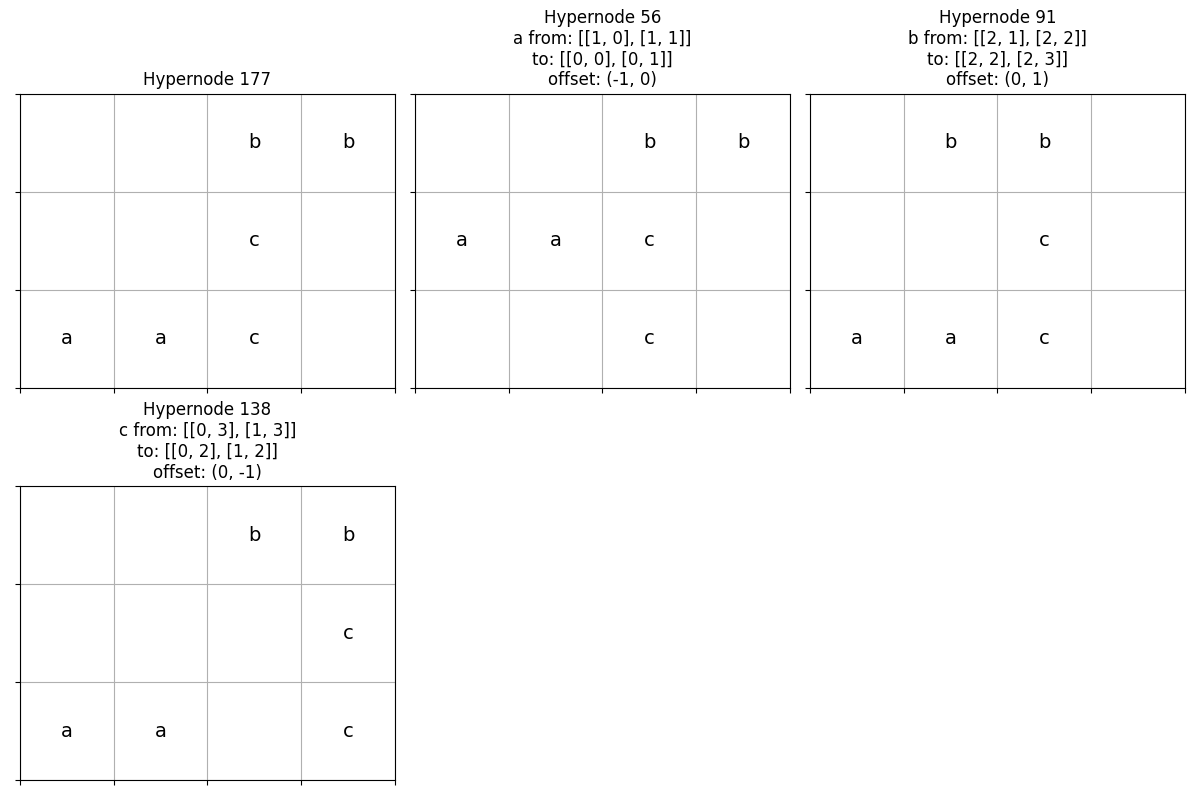 Hypernode 177
b b
c
a a c
Hypernode 56
a from: [[1, 0], [1, 1]]
to: [[0, 0], [0, 1]]
offset: (-1, 0)
b b
a a c
c
Hypernode 91
b from: [[2, 1], [2, 2]]
to: [[2, 2], [2, 3]]
offset: (0, 1)
b b
c
a a c
Hypernode 138
c from: [[0, 3], [1, 3]]
to: [[0, 2], [1, 2]]
offset: (0, -1)
b b
c
a a c